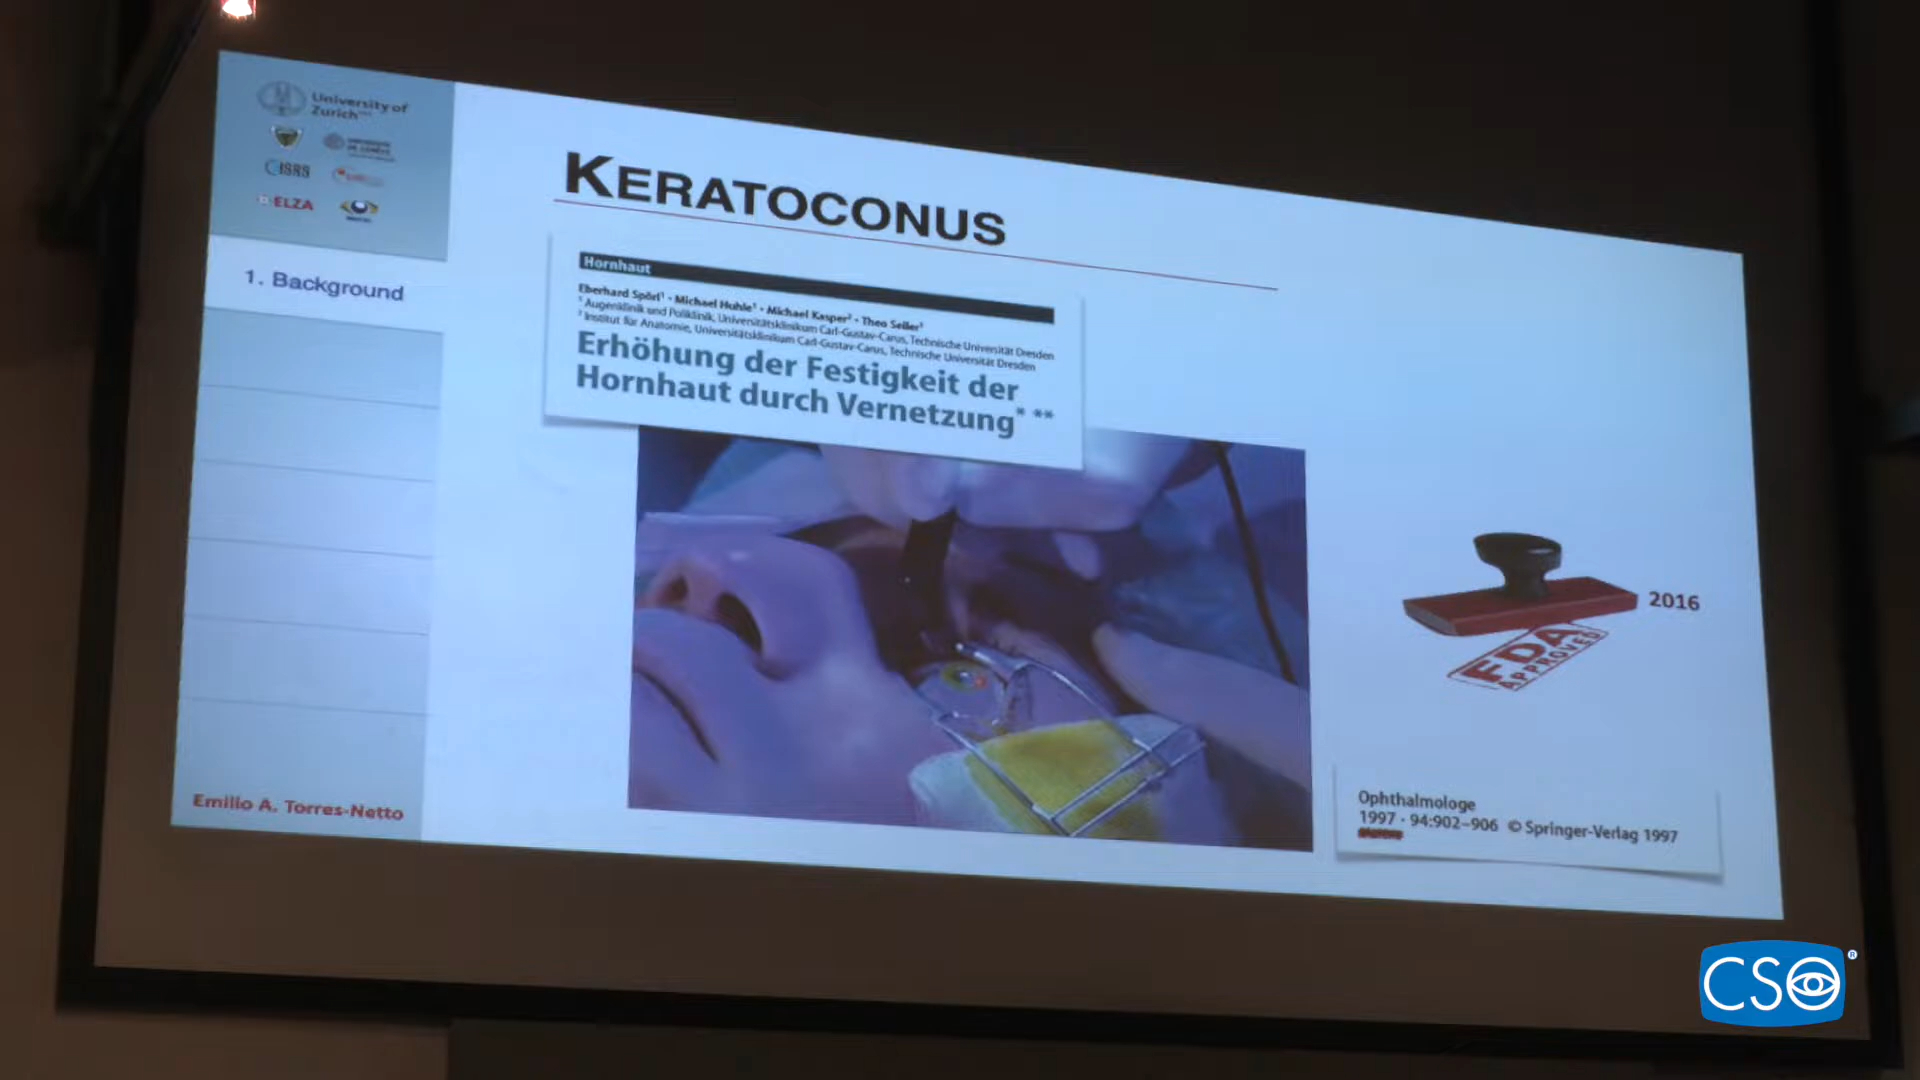 University of
Zurich
ISRS
ELZA
KERATOCONUS
1. Background
Hornhaut
Eberhard Spörl¹ · Michael Huhle¹ · Michael Kasper² · Theo Seiler¹
¹ Augenklinik und Poliklinik, Universitätsklinikum Carl-Gustav-Carus, Technische Universität Dresden
² Institut für Anatomie, Universitätsklinikum Carl-Gustav-Carus, Technische Universität Dresden
Erhöhung der Festigkeit der
Hornhaut durch Vernetzung* **
2016
FDA
APPROVED
Ophthalmologe
1997 · 94:902–906 © Springer-Verlag 1997
Emilio A. Torres-Netto
CSO®